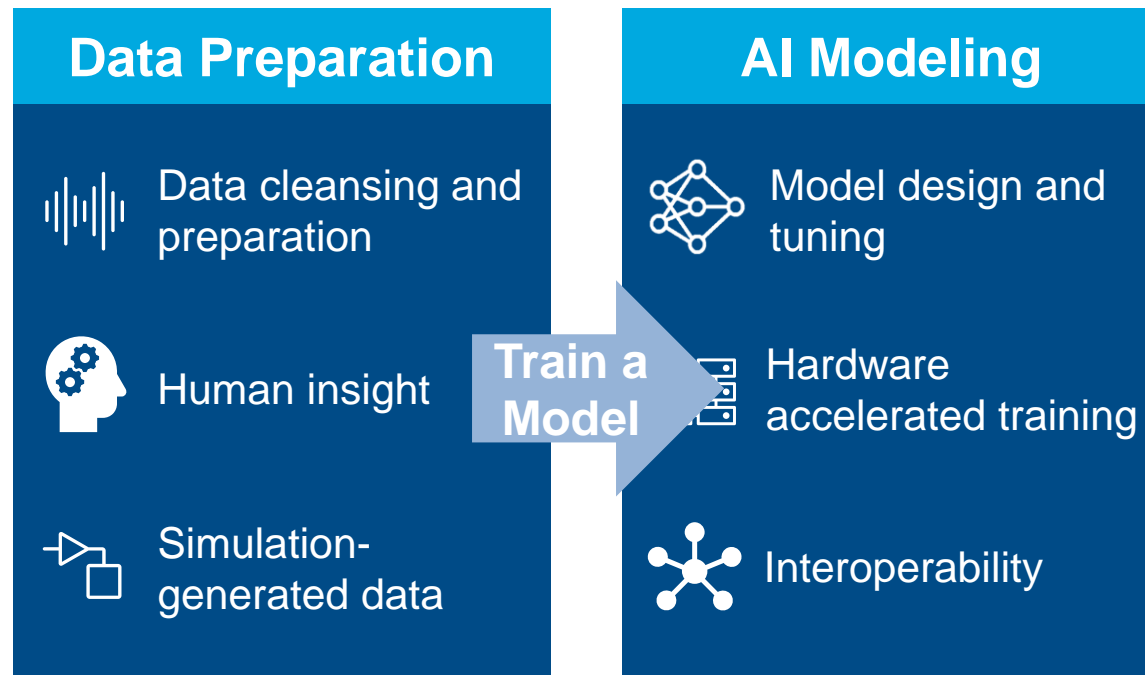 Data Preparation
Data cleansing and
preparation
Human insight
Simulation-
generated data
Train a
Model
AI Modeling
Model design and
tuning
Hardware
accelerated training
Interoperability